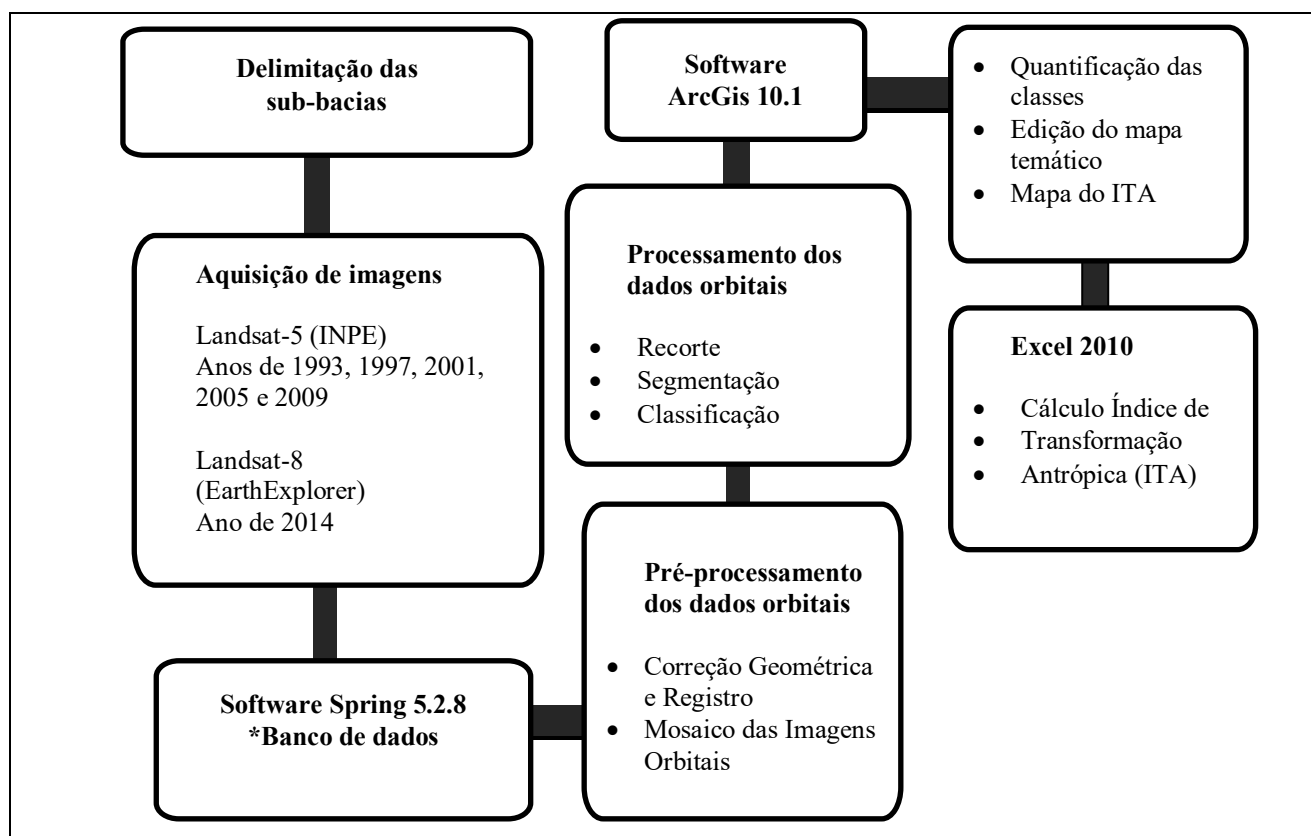 Delimitação das
sub-bacias
Aquisição de imagens
Landsat-5 (INPE)
Anos de 1993, 1997, 2001,
2005 e 2009
Landsat-8
(EarthExplorer)
Ano de 2014
Software Spring 5.2.8
*Banco de dados
Pré-processamento
dos dados orbitais
• Correção Geométrica
e Registro
• Mosaico das Imagens
Orbitais
Processamento dos
dados orbitais
• Recorte
• Segmentação
• Classificação
Software
ArcGis 10.1
• Quantificação das
classes
• Edição do mapa
temático
• Mapa do ITA
Excel 2010
• Cálculo Índice de
• Transformação
• Antrópica (ITA)